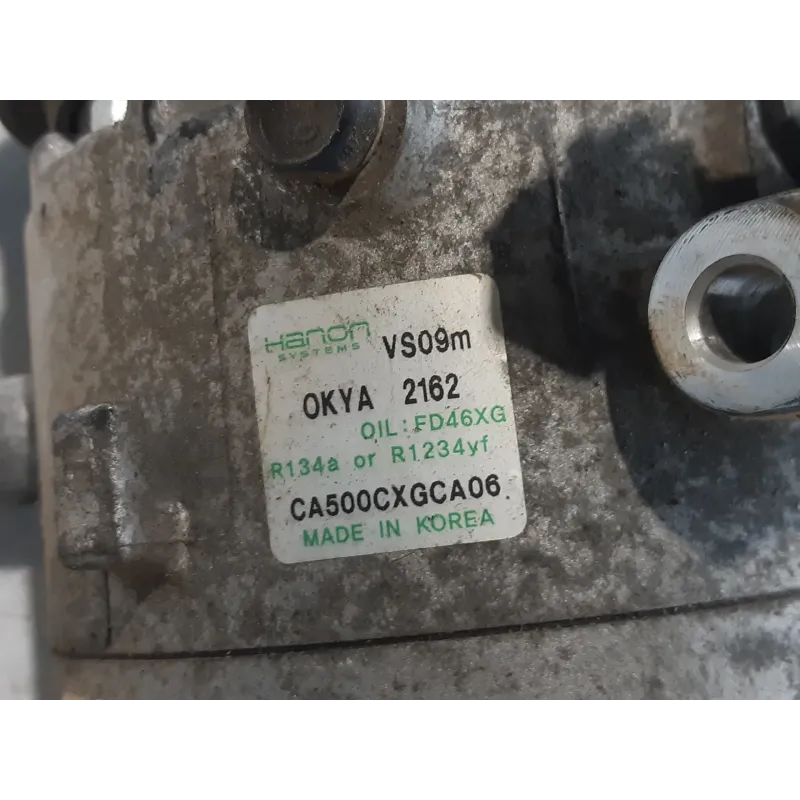 Hanon
SYSTEMS
VS09m
OKYA 2162
OIL:FD46XG
R134a or R1234yf
CA500CXGCA06
MADE IN KOREA